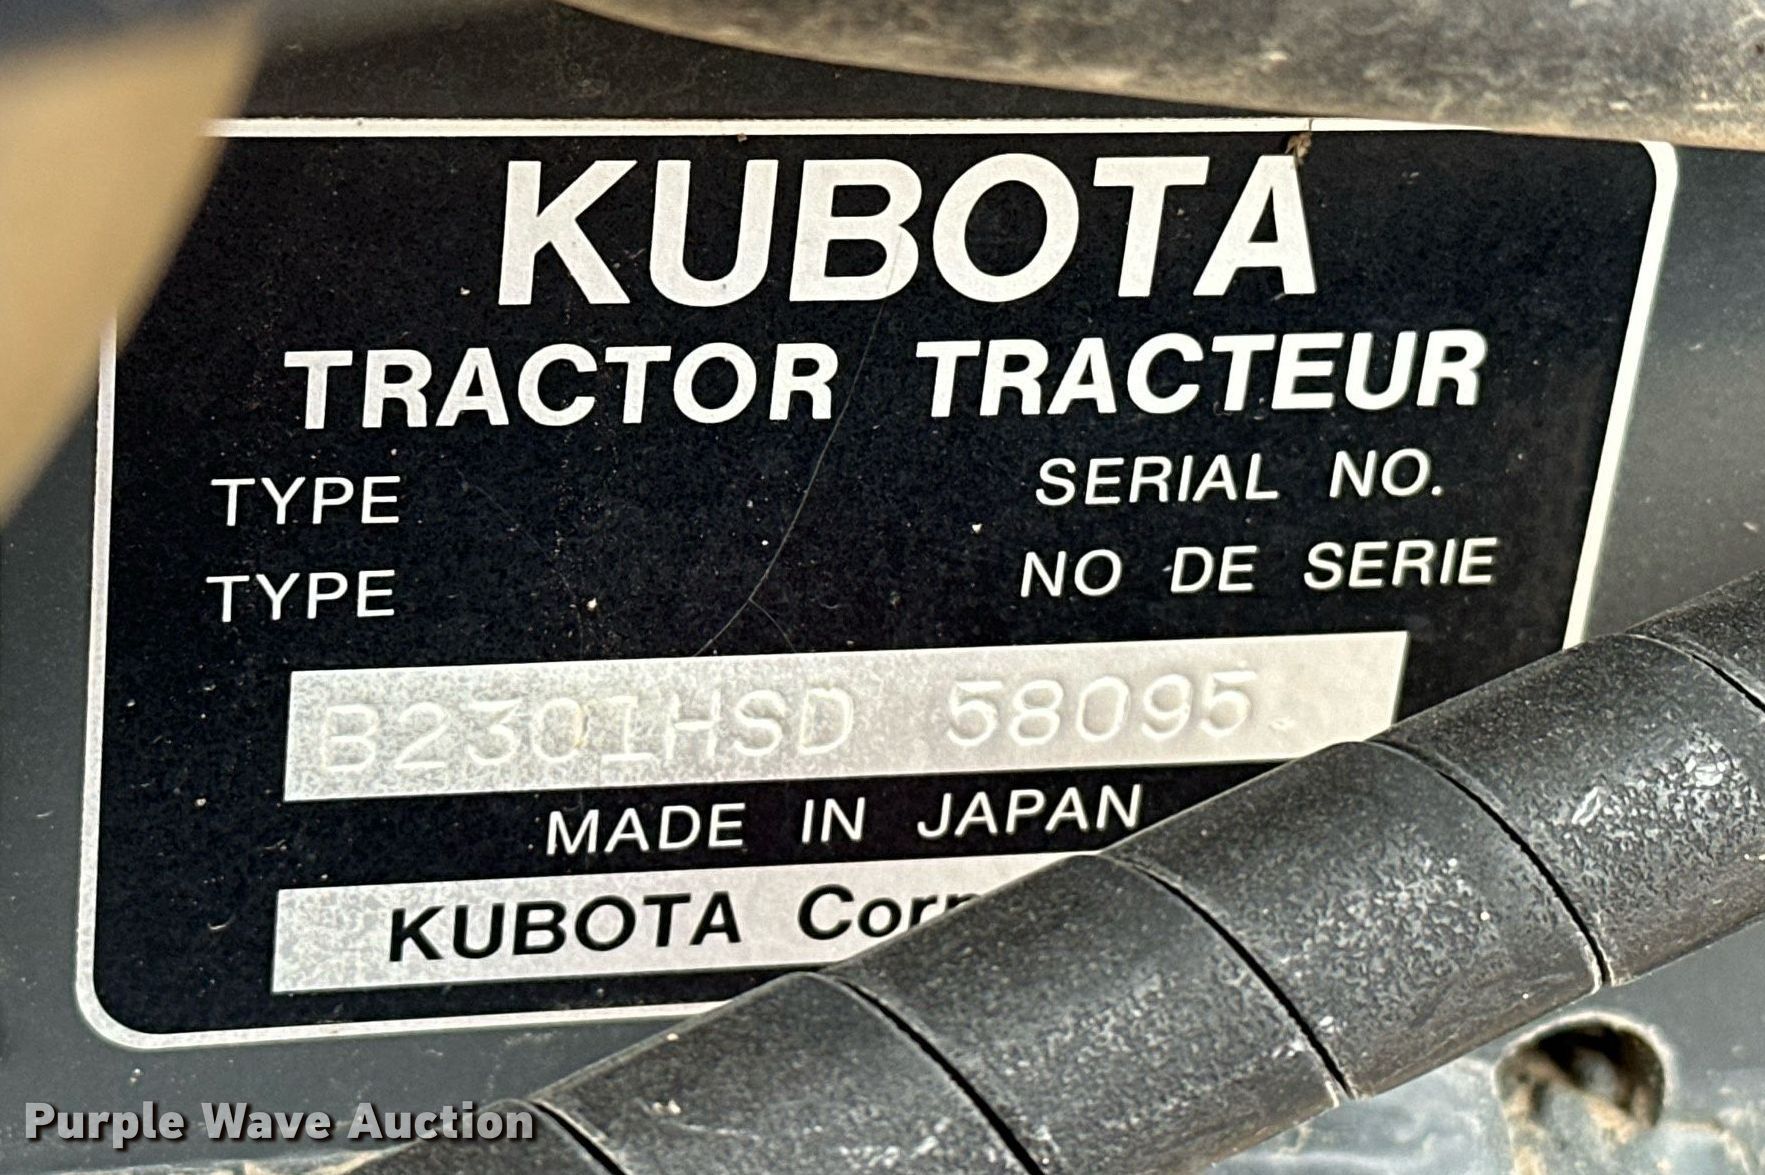 KUBOTA
TRACTOR TRACTEUR
TYPE SERIAL NO.
TYPE NO DE SERIE
B2301HSD 58095
MADE IN JAPAN
KUBOTA
Purple Wave Auction